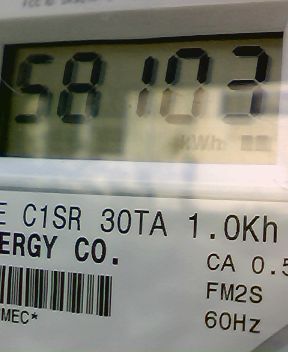 58103
kWh
E C1SR 30TA 1.0Kh
ERGY CO.
CA 0.5
FM2S
MEC*
60Hz